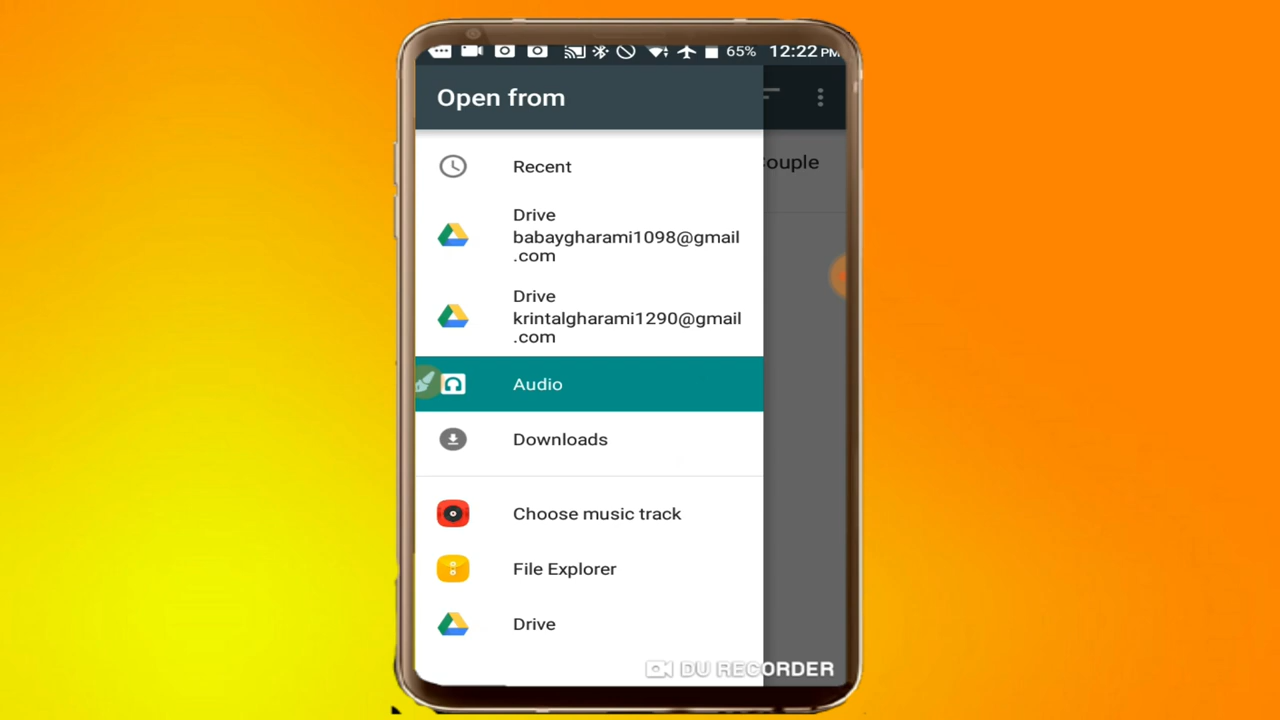 65% 12:22 PM
Open from
Recent
Couple
Drive
babaygharami1098@gmail
.com
Drive
krintalgharami1290@gmail
.com
Audio
Downloads
Choose music track
File Explorer
Drive
DU RECORDER